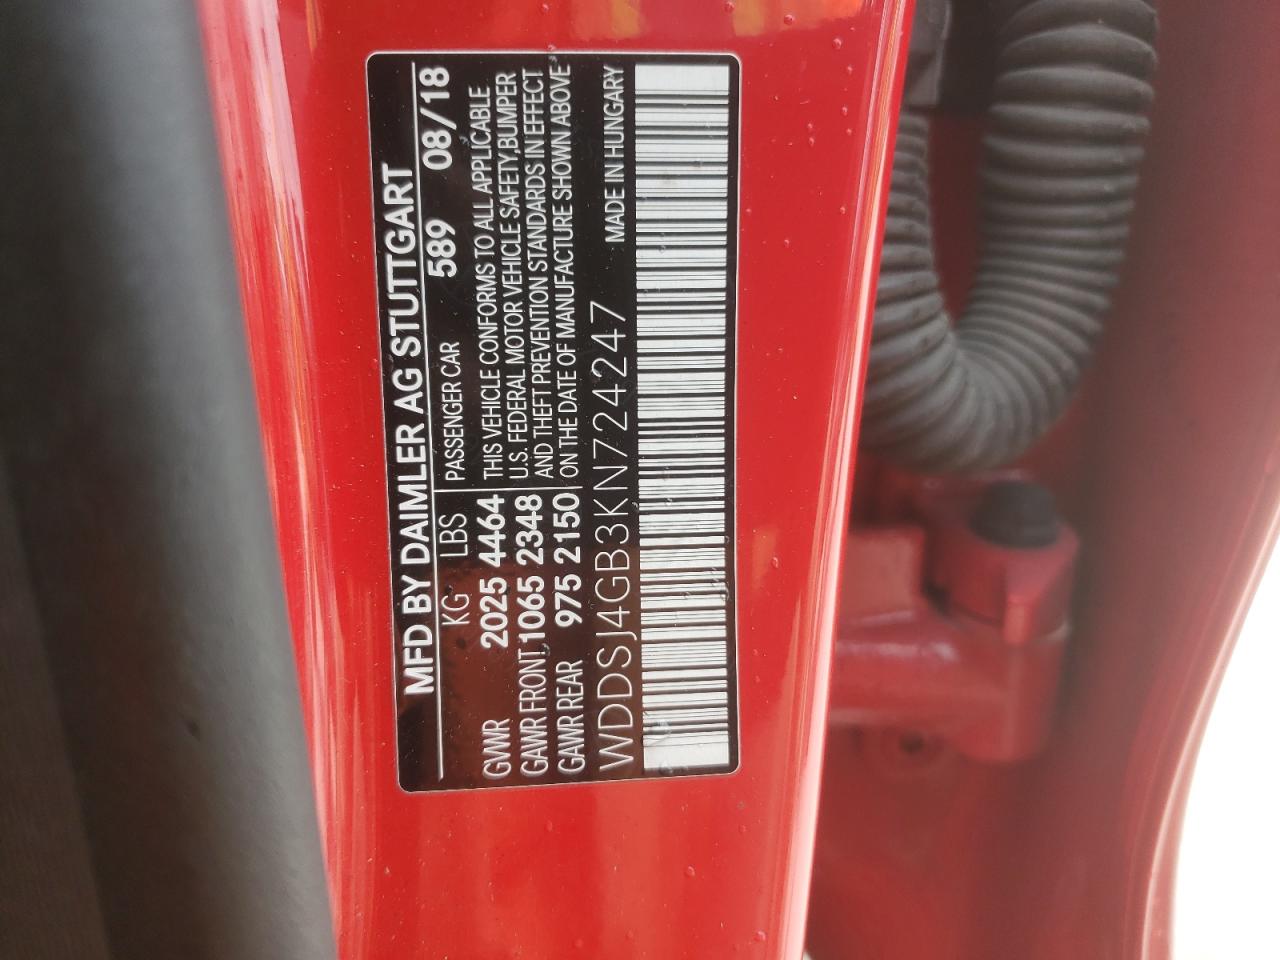 MFD BY DAIMLER AG STUTTGART
KG LBS PASSENGER CAR 589 08/18
GVWR 2025 4464 THIS VEHICLE CONFORMS TO ALL APPLICABLE
GAWR FRONT 1065 2348 U.S. FEDERAL MOTOR VEHICLE SAFETY,BUMPER
AND THEFT PREVENTION STANDARDS IN EFFECT
GAWR REAR 975 2150 ON THE DATE OF MANUFACTURE SHOWN ABOVE
WDDSJ4GB3KN724247 MADE IN HUNGARY